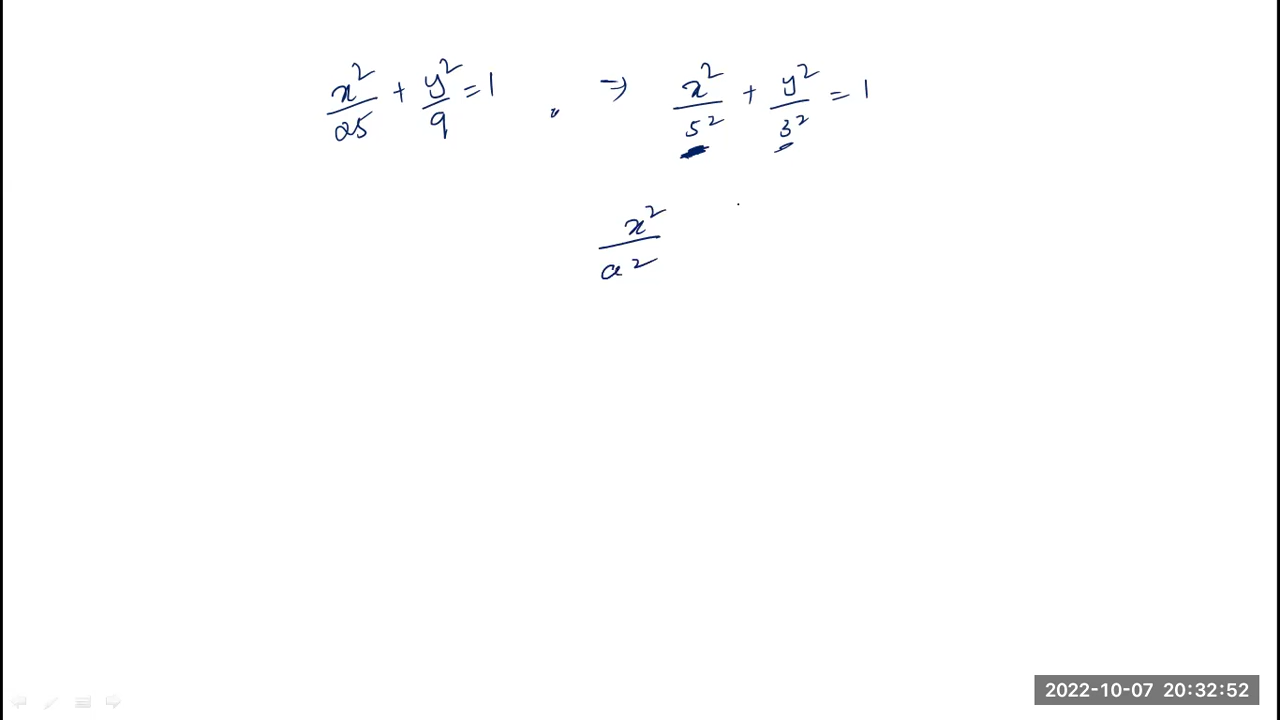 x²/25 + y²/9 = 1 , ⇒ x²/5² + y²/3² = 1
x²/a²
2022-10-07 20:32:52